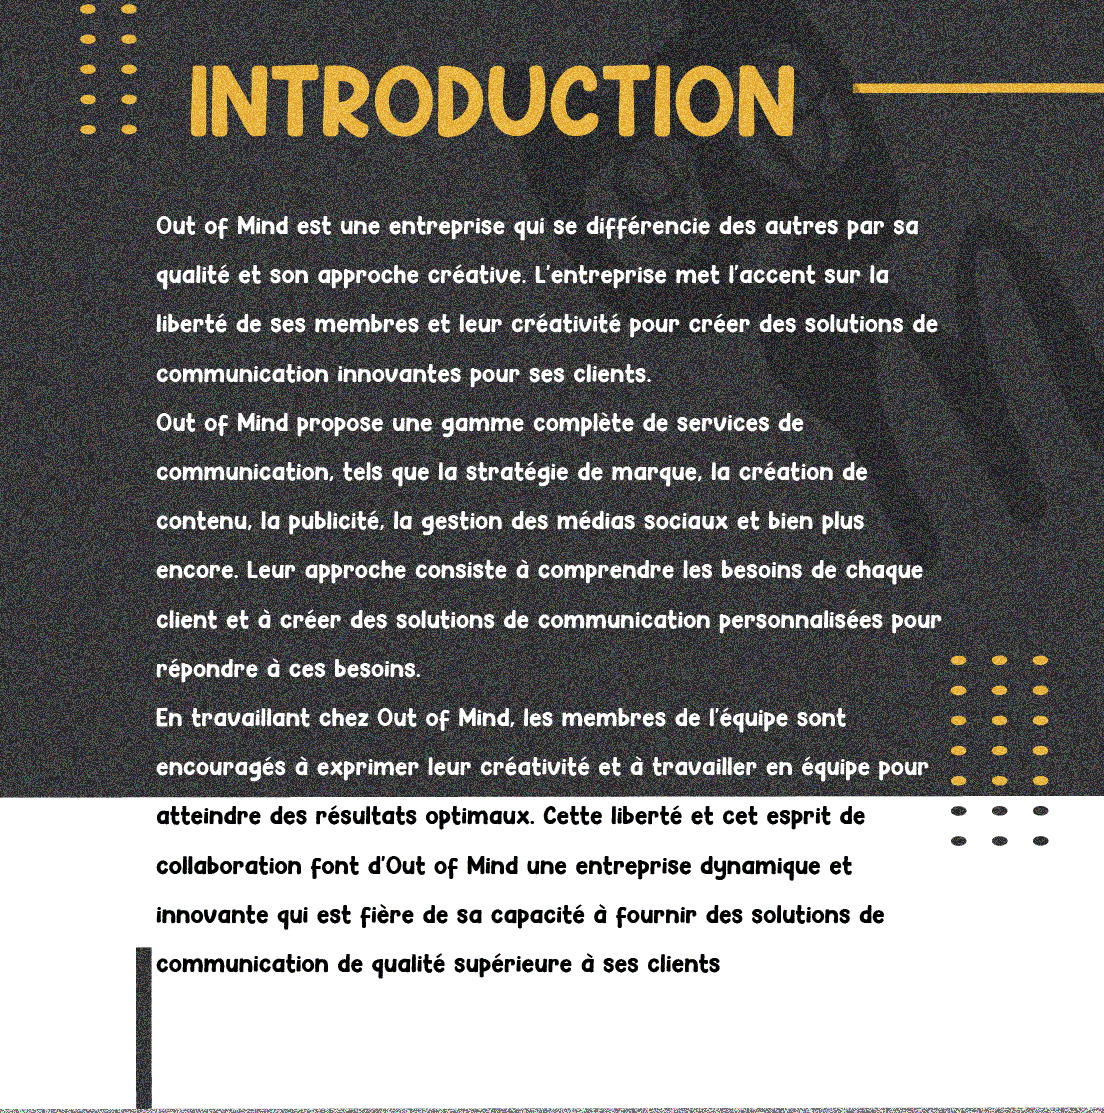 INTRODUCTION
Out of Mind est une entreprise qui se différencie des autres par sa
qualité et son approche créative. L'entreprise met l'accent sur la
liberté de ses membres et leur créativité pour créer des solutions de
communication innovantes pour ses clients.
Out of Mind propose une gamme complète de services de
communication, tels que la stratégie de marque, la création de
contenu, la publicité, la gestion des médias sociaux et bien plus
encore. Leur approche consiste à comprendre les besoins de chaque
client et à créer des solutions de communication personnalisées pour
répondre à ces besoins.
En travaillant chez Out of Mind, les membres de l'équipe sont
encouragés à exprimer leur créativité et à travailler en équipe pour
atteindre des résultats optimaux. Cette liberté et cet esprit de
collaboration font d'Out of Mind une entreprise dynamique et
innovante qui est fière de sa capacité à fournir des solutions de
communication de qualité supérieure à ses clients